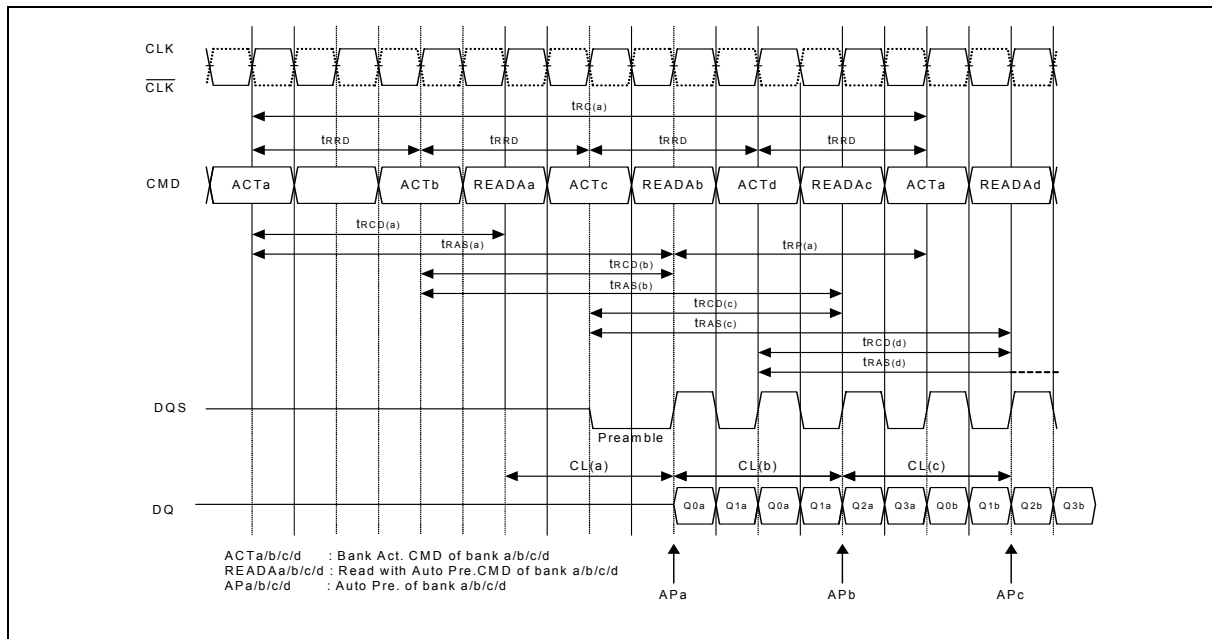 CLK
CLK
tRC(a)
tRRD tRRD tRRD tRRD
CMD ACTa ACTb READAa ACTc READAb ACTd READAc ACTa READAd
tRCD(a)
tRAS(a) tRP(a)
tRCD(b)
tRAS(b)
tRCD(c)
tRAS(c)
tRCD(d)
tRAS(d)
DQS
Preamble
CL(a) CL(b) CL(c)
DQ Q0a Q1a Q0a Q1a Q2a Q3a Q0b Q1b Q2b Q3b
ACTa/b/c/d : Bank Act. CMD of bank a/b/c/d
READAa/b/c/d : Read with Auto Pre.CMD of bank a/b/c/d
APa/b/c/d : Auto Pre. of bank a/b/c/d
APa APb APc